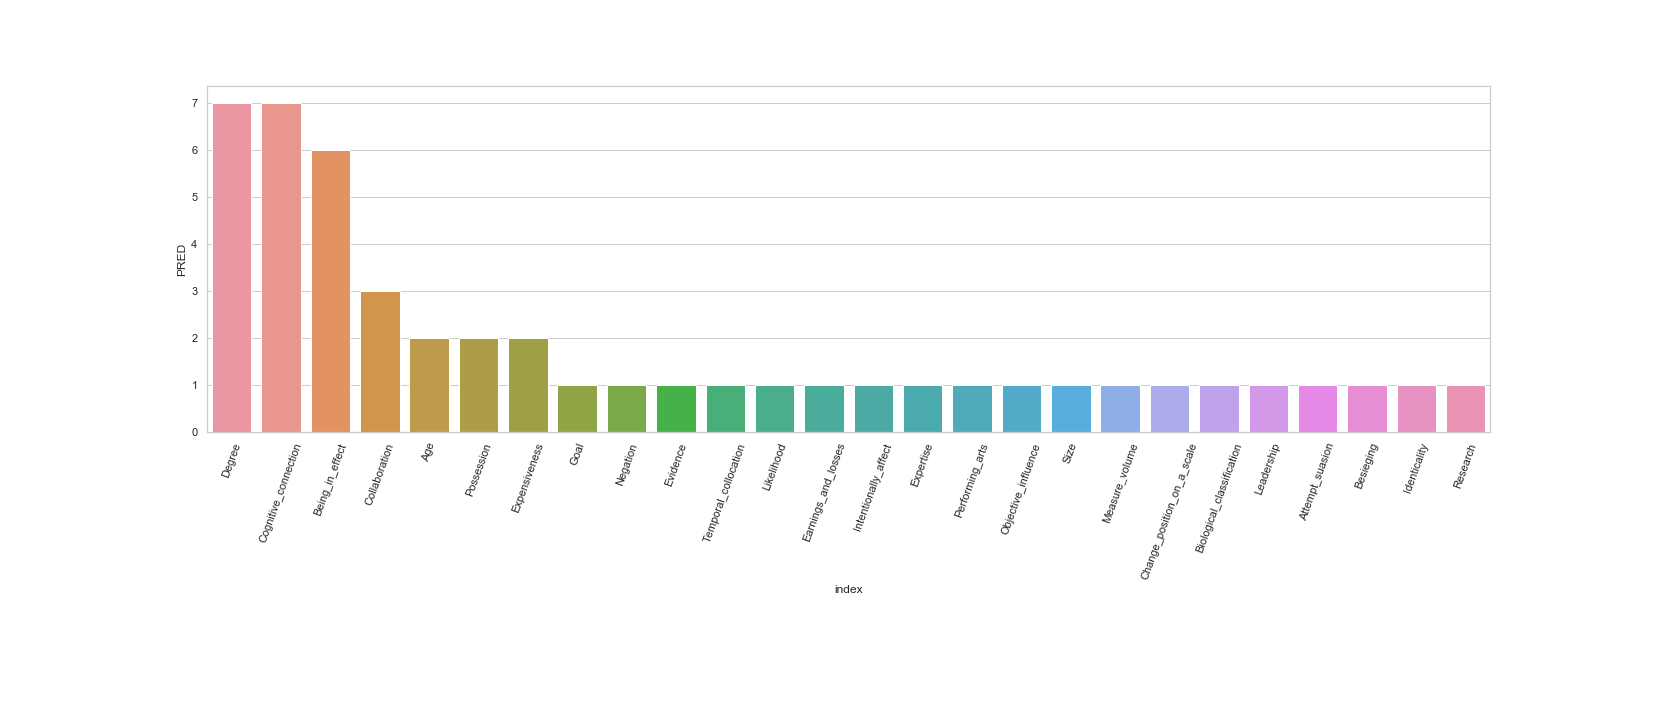 7
6
5
4
3
2
1
0
PRED
Degree
Cognitive_connection
Being_in_effect
Collaboration
Age
Possession
Expensiveness
Goal
Negation
Evidence
Temporal_collocation
Likelihood
Earnings_and_losses
Intentionally_affect
Expertise
Performing_arts
Objective_influence
Size
Measure_volume
Change_position_on_a_scale
Biological_classification
Leadership
Attempt_suasion
Besieging
Identicality
Research
index